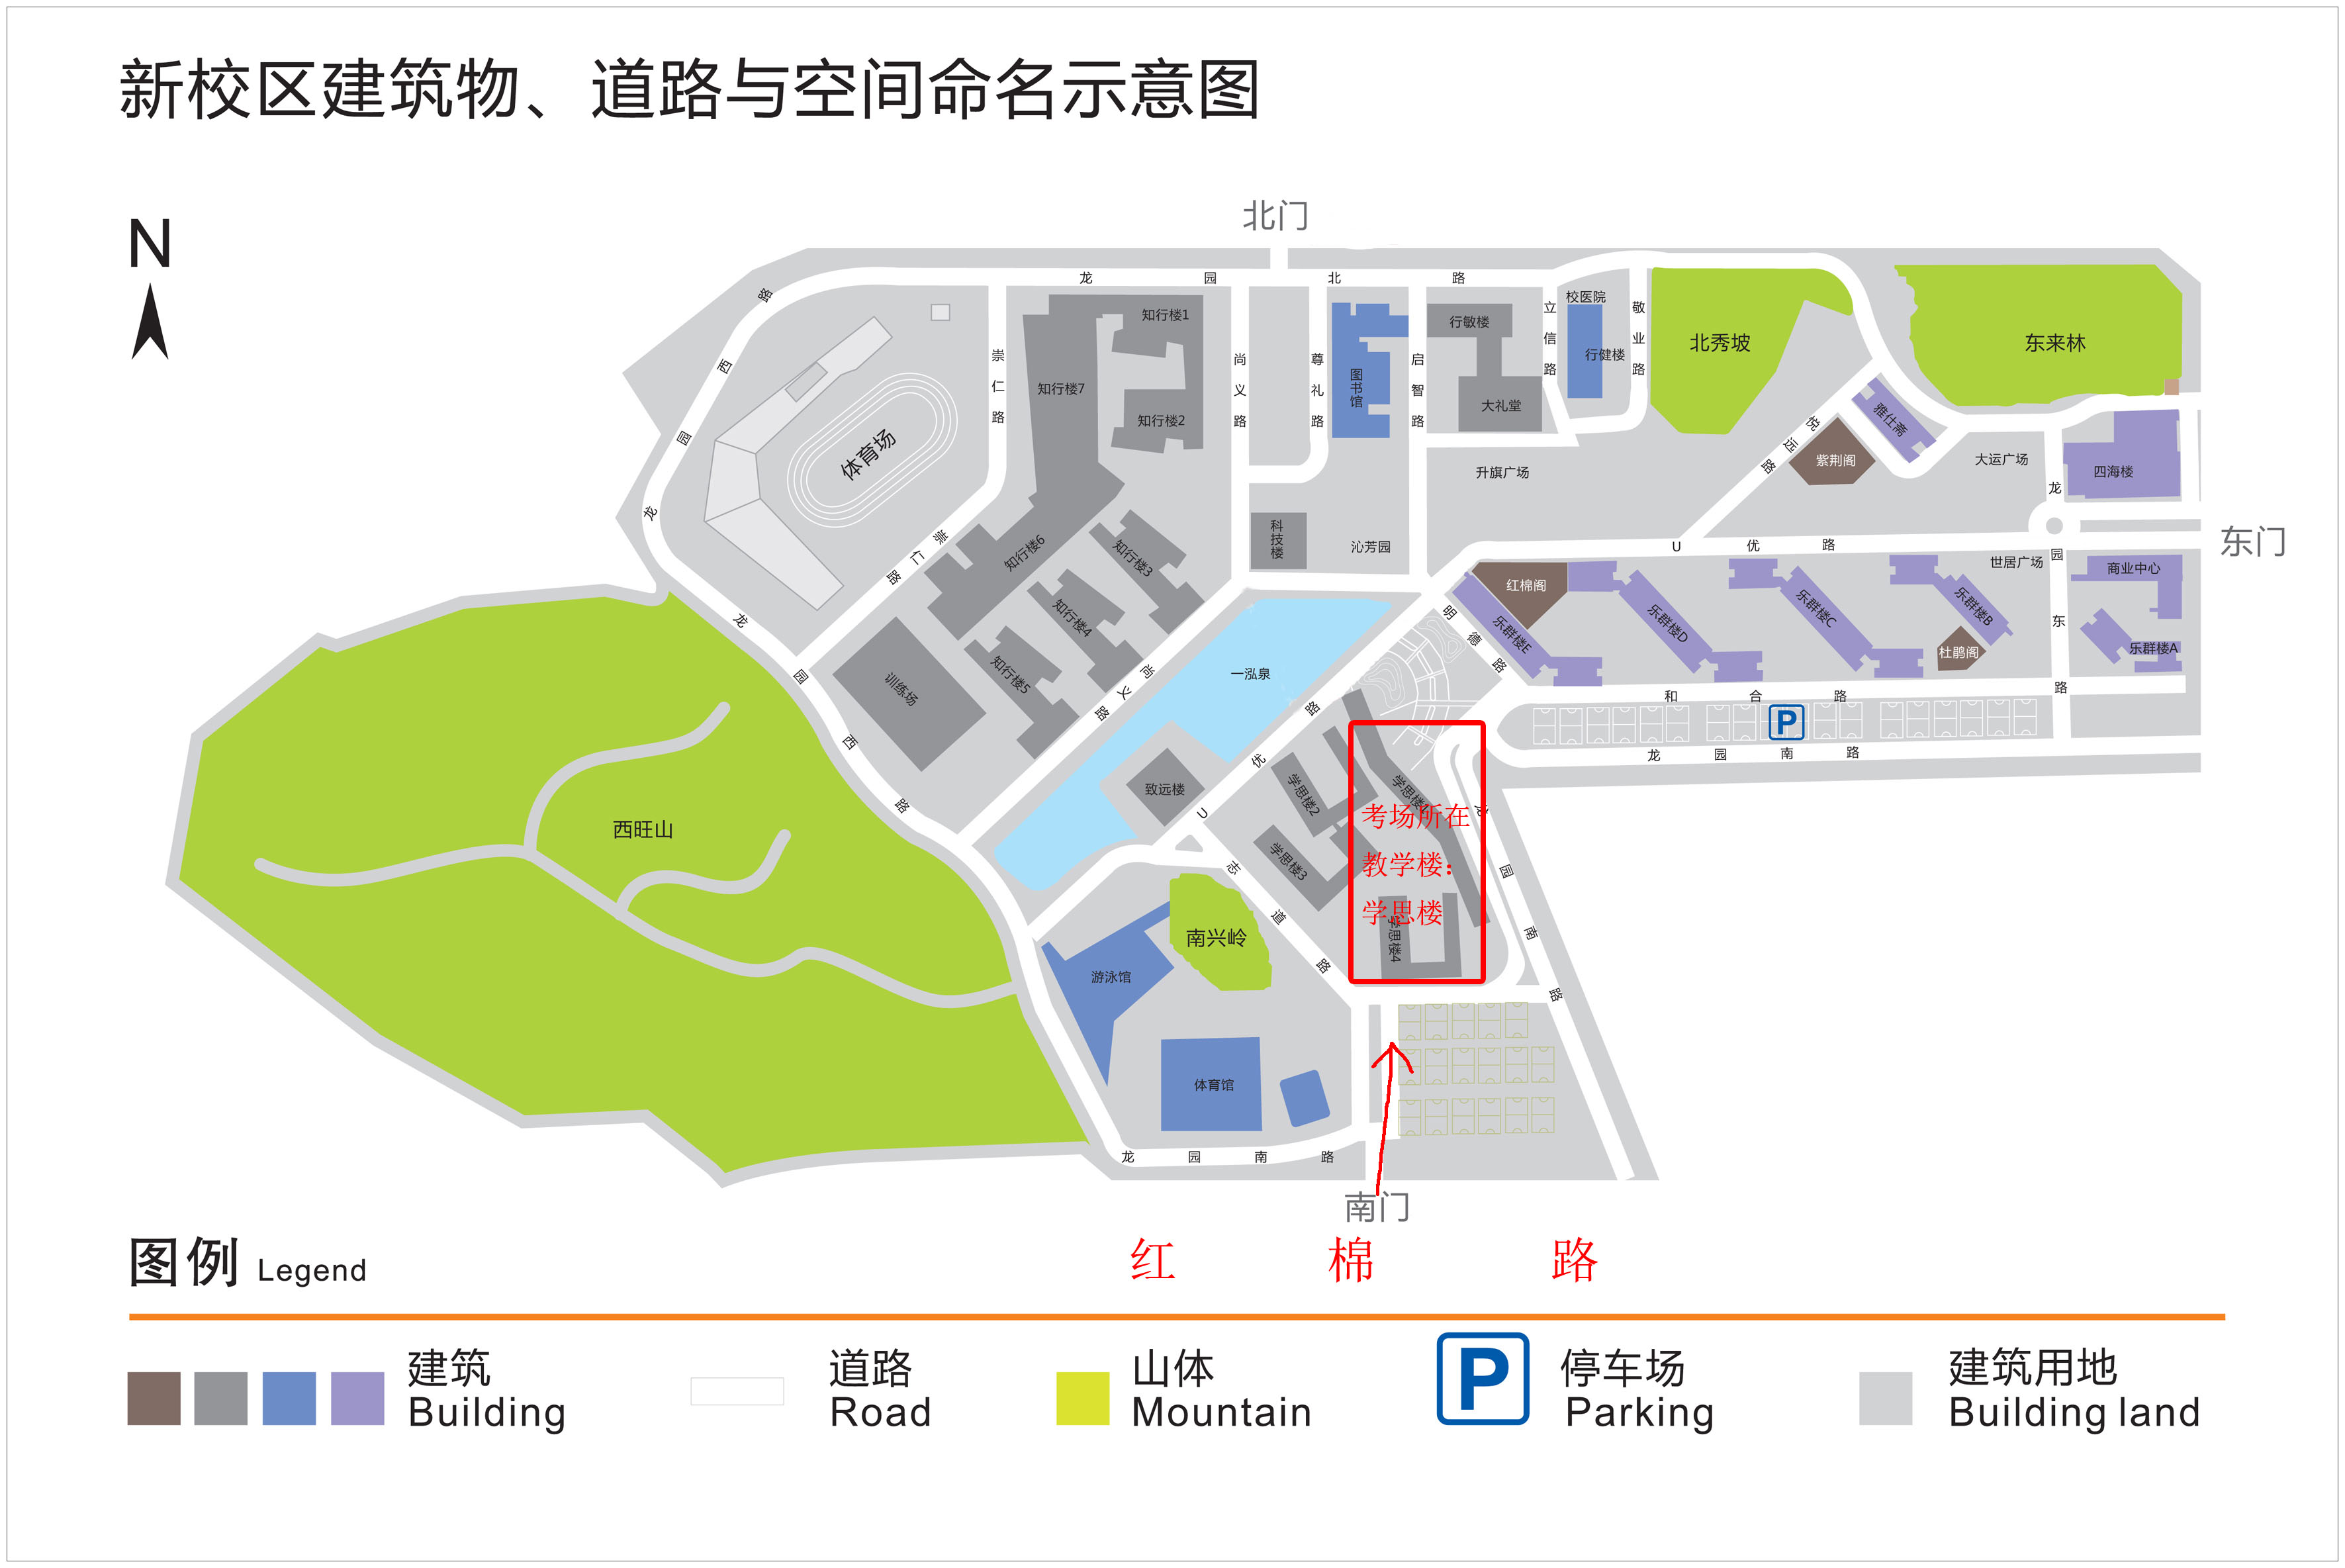 新校区建筑物、道路与空间命名示意图
N
北门
龙园北路
龙园西路
崇仁路
知行楼1
知行楼7
知行楼2
体育场
尚义路
尊礼路
图书馆
启智路
行敏楼
大礼堂
立信路
校医院
行健楼
敬业路
北秀坡
东来林
悦远路
雅仕斋
紫荆阁
大运广场
四海楼
升旗广场
科技楼
沁芳园
龙园东路
东门
U优路
世居广场
商业中心
崇仁路
知行楼6
知行楼3
知行楼4
知行楼5
训练场
红棉阁
乐群楼E
乐群楼D
乐群楼C
乐群楼B
杜鹃阁
乐群楼A
明德路
龙园西路
尚义路
一泓泉
U优路
和合路
P
龙园南路
致远楼
学思楼2
学思楼3
学思楼4
考场所在
教学楼：
学思楼
西旺山
志道路
龙园南路
南兴岭
游泳馆
体育馆
龙园南路
南门
红棉路
图例 Legend
建筑
Building
道路
Road
山体
Mountain
P
停车场
Parking
建筑用地
Building land